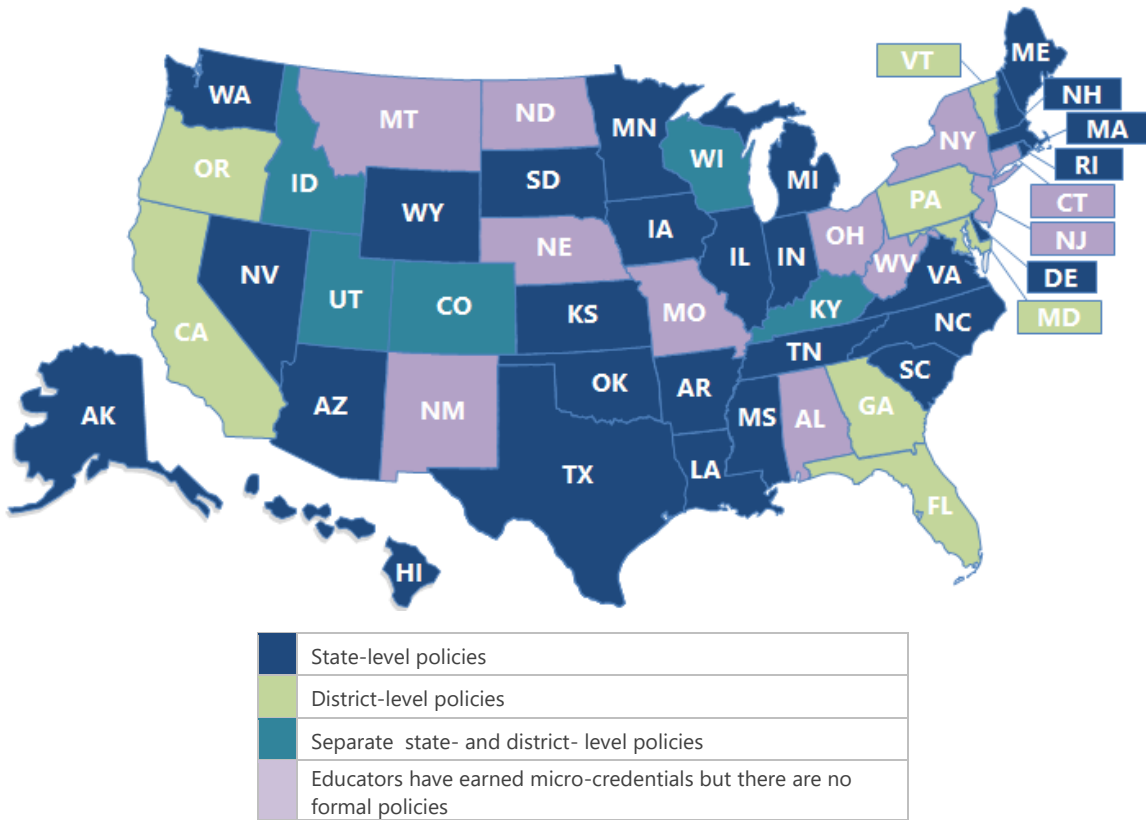 ME
VT
WA
NH
MT
ND
MN
MA
NY
OR
WI
RI
ID
SD
MI
WY
PA
CT
IA
NE
OH
NJ
IL
IN
NV
WV
DE
VA
UT
CO
KY
MD
KS
MO
CA
NC
TN
SC
OK
AR
AZ
GA
NM
MS
AL
AK
LA
TX
FL
HI
State-level policies
District-level policies
Separate state- and district- level policies
Educators have earned micro-credentials but there are no
formal policies